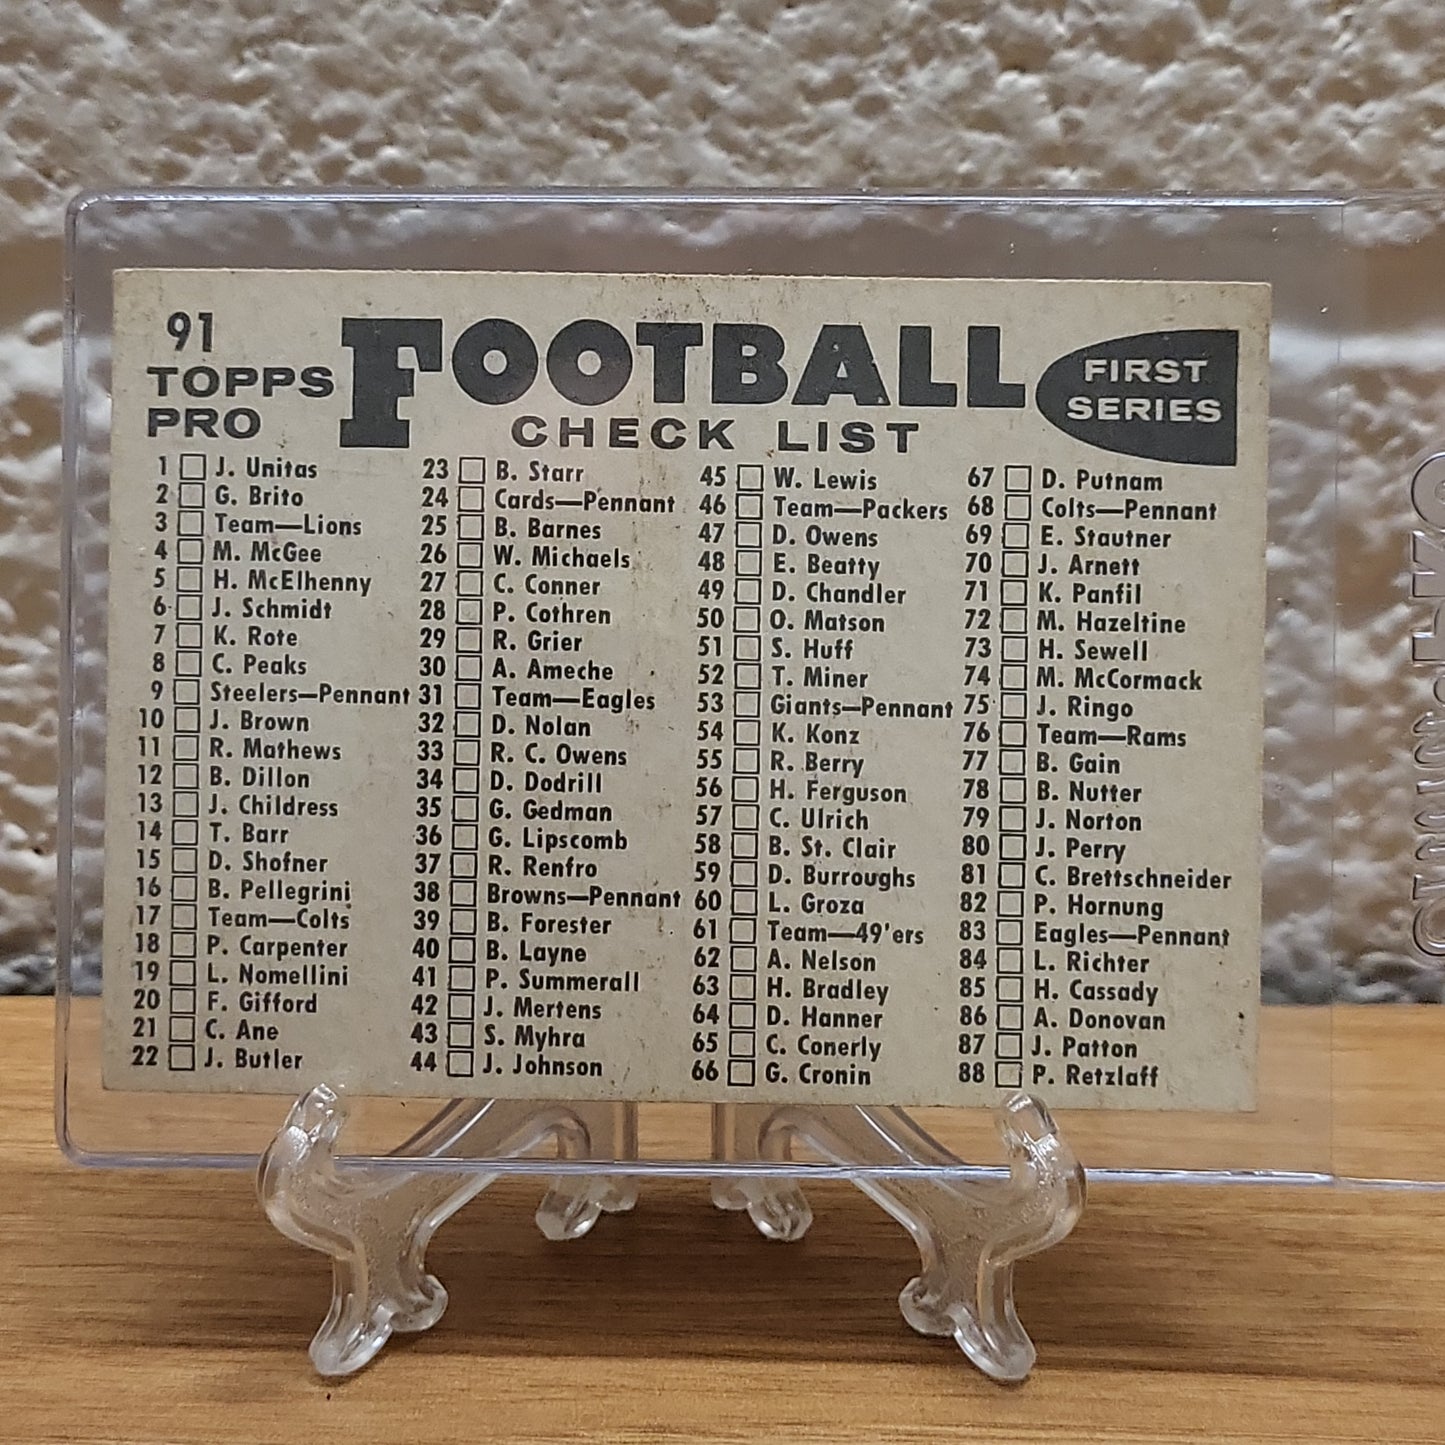 91
TOPPS
PRO
FOOTBALL
CHECK LIST
FIRST
SERIES
1 J. Unitas
2 G. Brito
3 Team—Lions
4 M. McGee
5 H. McElhenny
6 J. Schmidt
7 K. Rote
8 C. Peaks
9 Steelers—Pennant
10 J. Brown
11 R. Mathews
12 B. Dillon
13 J. Childress
14 T. Barr
15 D. Shofner
16 B. Pellegrini
17 Team—Colts
18 P. Carpenter
19 L. Nomellini
20 F. Gifford
21 C. Ane
22 J. Butler
23 B. Starr
24 Cards—Pennant
25 B. Barnes
26 W. Michaels
27 C. Conner
28 P. Cothren
29 R. Grier
30 A. Ameche
31 Team—Eagles
32 D. Nolan
33 R. C. Owens
34 D. Dodrill
35 G. Gedman
36 G. Lipscomb
37 R. Renfro
38 Browns—Pennant
39 B. Forester
40 B. Layne
41 P. Summerall
42 J. Mertens
43 S. Myhra
44 J. Johnson
45 W. Lewis
46 Team—Packers
47 D. Owens
48 E. Beatty
49 D. Chandler
50 O. Matson
51 S. Huff
52 T. Miner
53 Giants—Pennant
54 K. Konz
55 R. Berry
56 H. Ferguson
57 C. Ulrich
58 B. St. Clair
59 D. Burroughs
60 L. Groza
61 Team—49'ers
62 A. Nelson
63 H. Bradley
64 D. Hanner
65 C. Conerly
66 G. Cronin
67 D. Putnam
68 Colts—Pennant
69 E. Stautner
70 J. Arnett
71 K. Panfil
72 M. Hazeltine
73 H. Sewell
74 M. McCormack
75 J. Ringo
76 Team—Rams
77 B. Gain
78 B. Nutter
79 J. Norton
80 J. Perry
81 C. Brettschneider
82 P. Hornung
83 Eagles—Pennant
84 L. Richter
85 H. Cassady
86 A. Donovan
87 J. Patton
88 P. Retzlaff